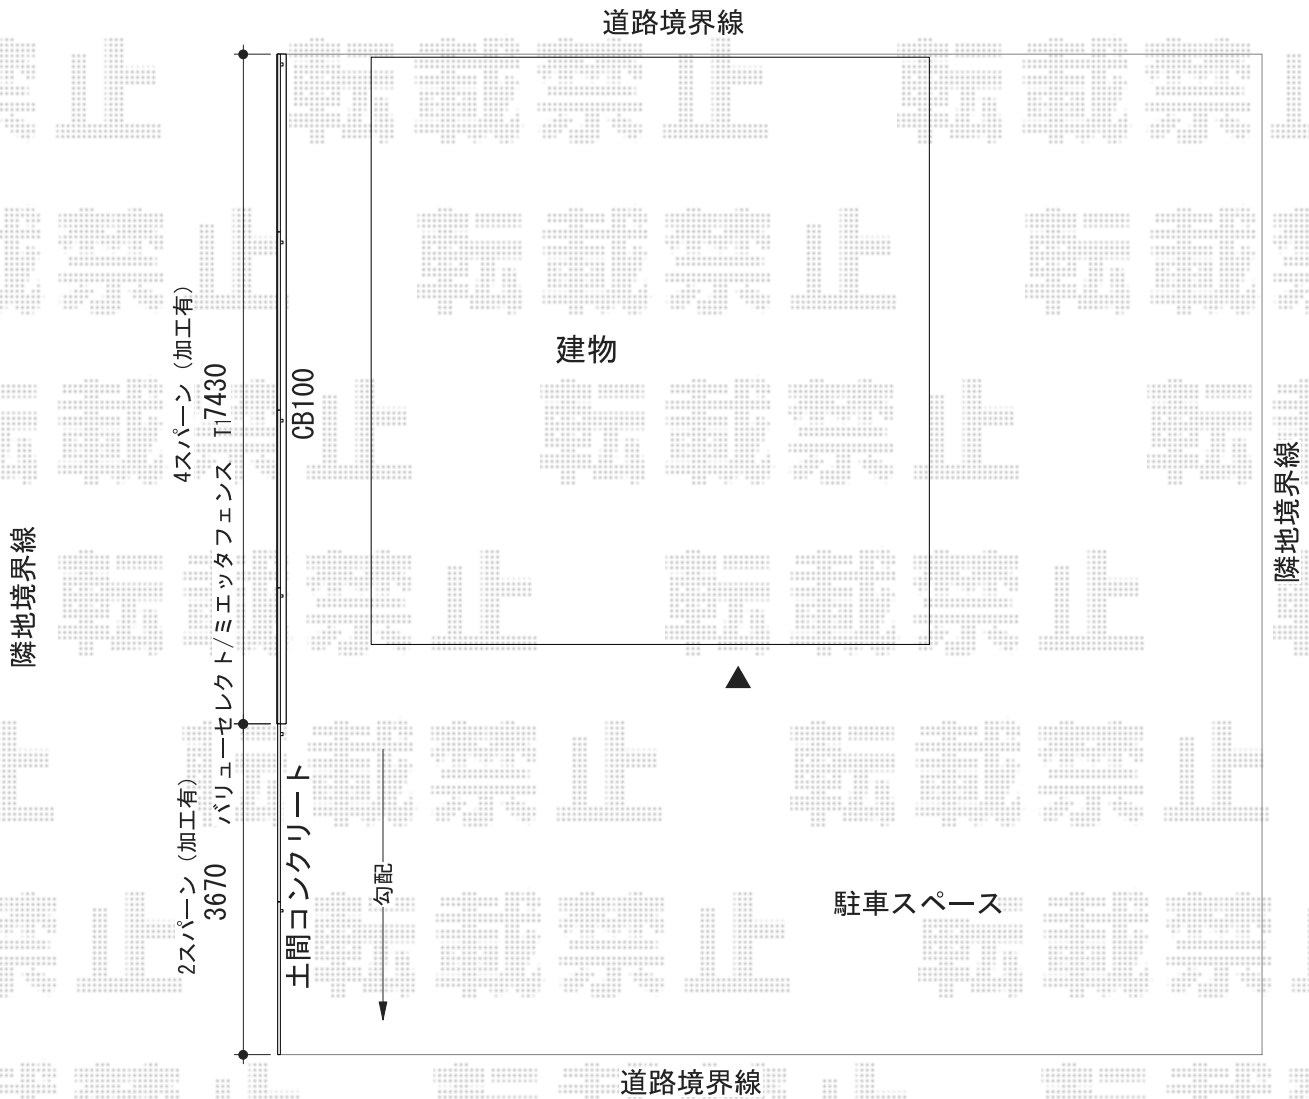 道路境界線
4スパーン（加工有）
7430
CB100
建物
バリューセレクト/ミエッタフェンス T1
隣地境界線
隣地境界線
2スパーン（加工有）
3670
土間コンクリート
勾配
駐車スペース
道路境界線
転載禁止